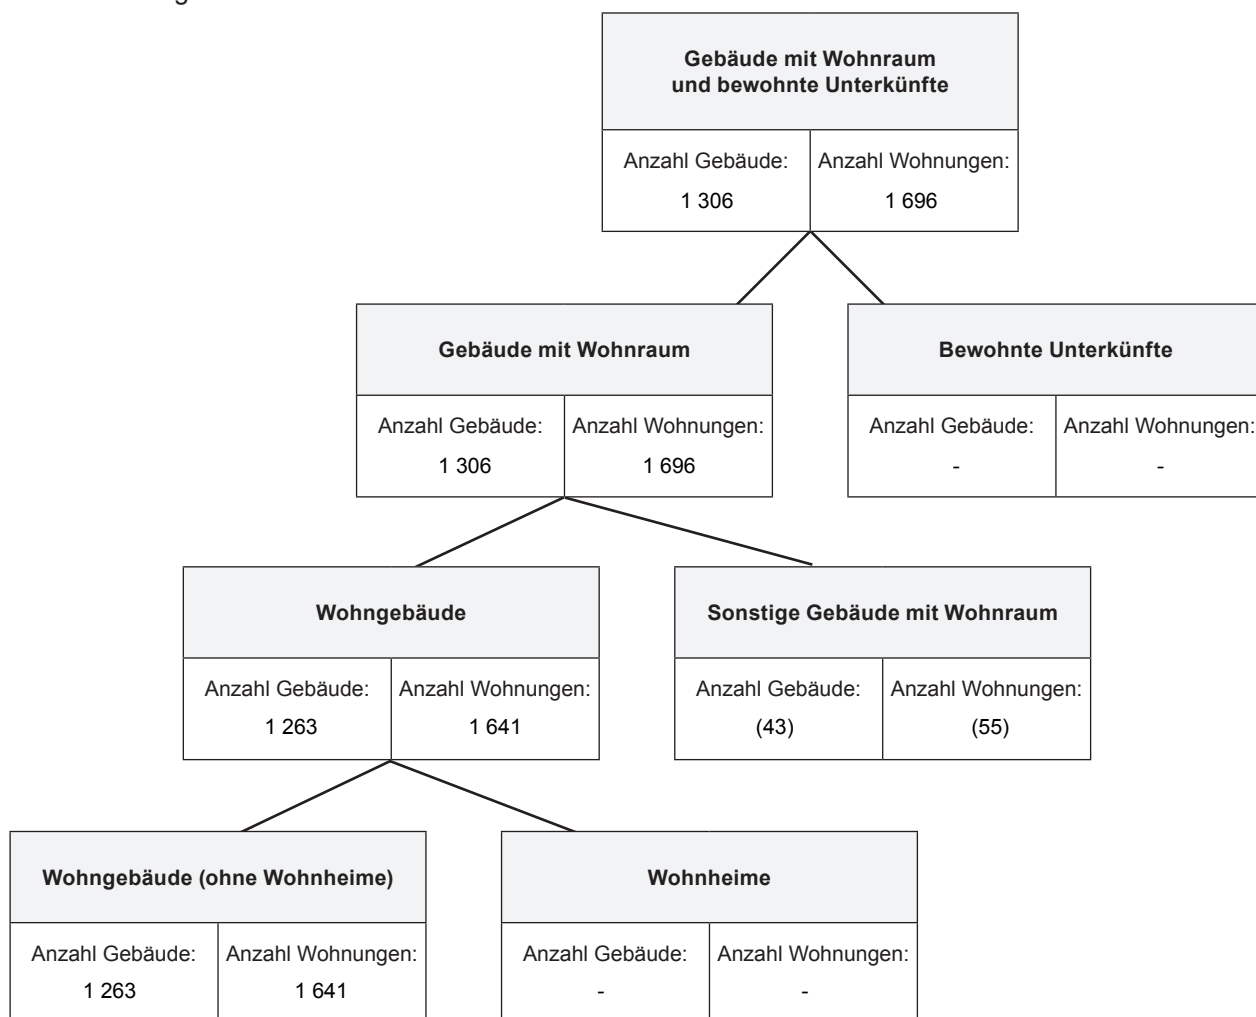 Gebäude mit Wohnraum
und bewohnte Unterkünfte
Anzahl Gebäude: Anzahl Wohnungen:
1 306 1 696
Gebäude mit Wohnraum
Anzahl Gebäude: Anzahl Wohnungen:
1 306 1 696
Bewohnte Unterkünfte
Anzahl Gebäude: Anzahl Wohnungen:
- -
Wohngebäude
Anzahl Gebäude: Anzahl Wohnungen:
1 263 1 641
Sonstige Gebäude mit Wohnraum
Anzahl Gebäude: Anzahl Wohnungen:
(43) (55)
Wohngebäude (ohne Wohnheime)
Anzahl Gebäude: Anzahl Wohnungen:
1 263 1 641
Wohnheime
Anzahl Gebäude: Anzahl Wohnungen:
- -